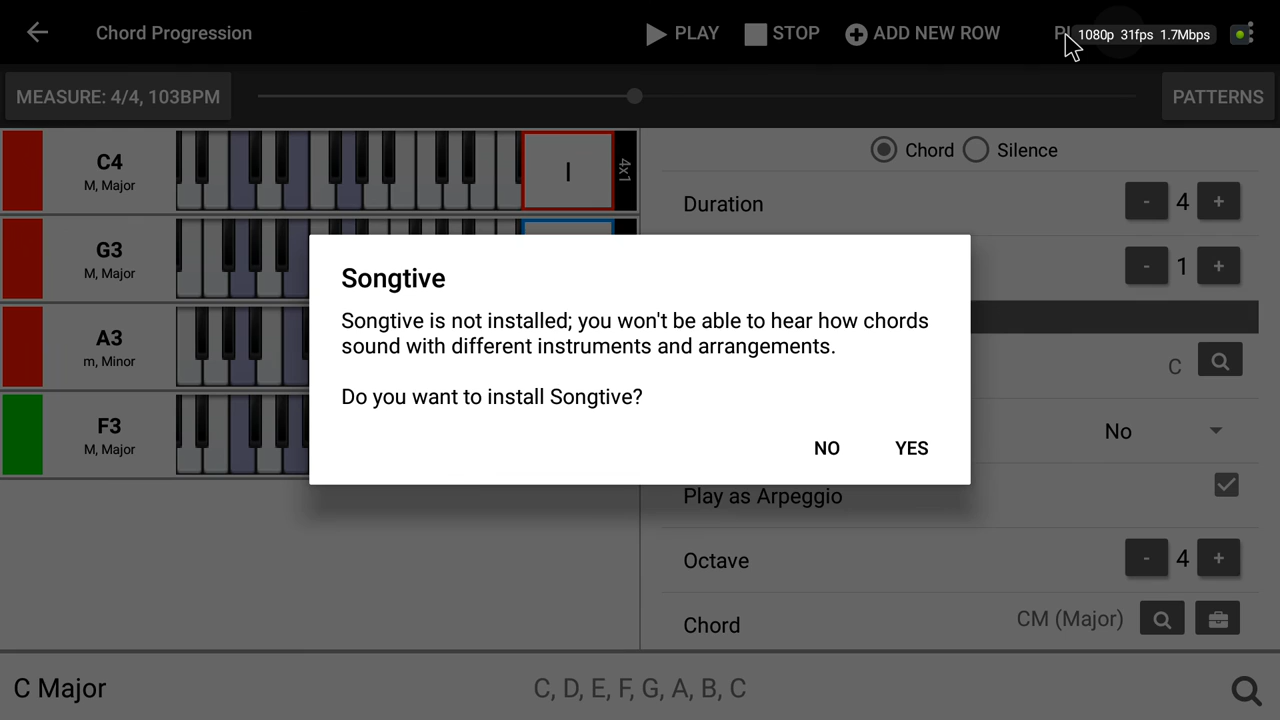 Chord Progression
PLAY
STOP
ADD NEW ROW
1080p 31fps 1.7Mbps
MEASURE: 4/4, 103BPM
PATTERNS
C4
M, Major
I
4x1
Chord
Silence
Duration
-
4
+
G3
M, Major
-
1
+
Songtive
Songtive is not installed; you won't be able to hear how chords
sound with different instruments and arrangements.
Do you want to install Songtive?
NO
YES
A3
m, Minor
C
F3
M, Major
No
Play as Arpeggio
Octave
-
4
+
Chord
CM (Major)
C Major
C, D, E, F, G, A, B, C